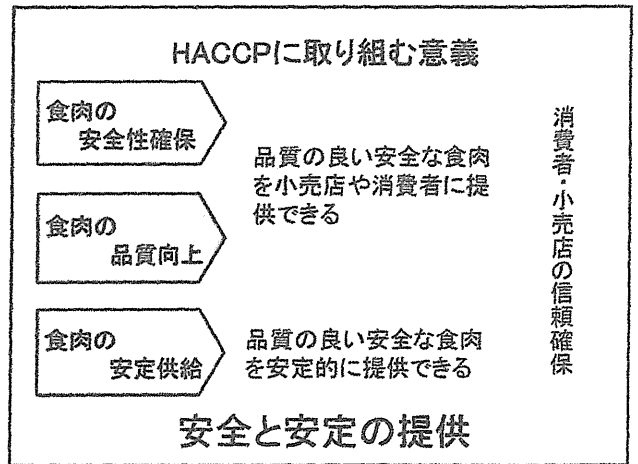 HACCPに取り組む意義
食肉の
安全性確保
品質の良い安全な食肉
を小売店や消費者に提
供できる
食肉の
品質向上
食肉の
安定供給
品質の良い安全な食肉
を安定的に提供できる
消費者・小売店の信頼確保
安全と安定の提供